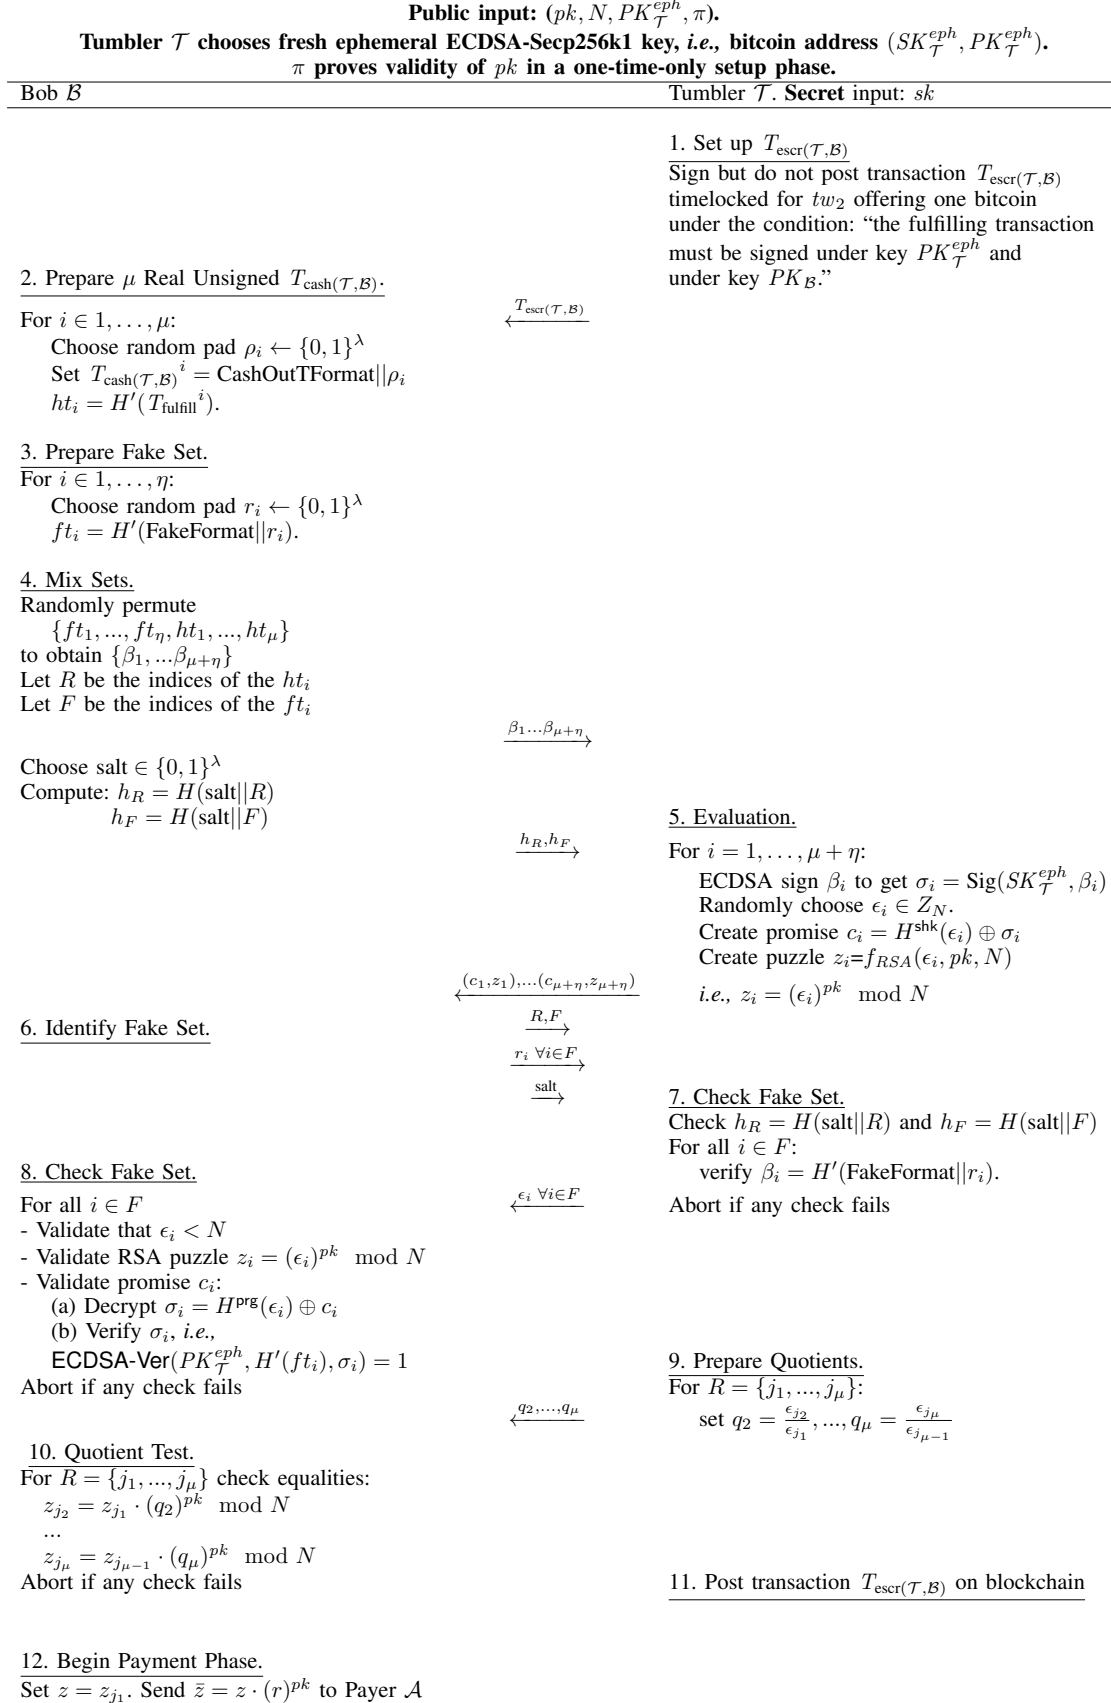 Public input: (pk, N, PK_𝒯^eph, π).
Tumbler 𝒯 chooses fresh ephemeral ECDSA-Secp256k1 key, i.e., bitcoin address (SK_𝒯^eph, PK_𝒯^eph).
π proves validity of pk in a one-time-only setup phase.
Bob ℬ
Tumbler 𝒯. Secret input: sk
1. Set up T_escr(𝒯,ℬ)
Sign but do not post transaction T_escr(𝒯,ℬ)
timelocked for tw_2 offering one bitcoin
under the condition: “the fulfilling transaction
must be signed under key PK_𝒯^eph and
under key PK_ℬ.”
2. Prepare μ Real Unsigned T_cash(𝒯,ℬ).
T_escr(𝒯,ℬ) ←
For i ∈ 1, . . . , μ:
Choose random pad ρ_i ← {0, 1}^λ
Set T_cash(𝒯,ℬ)^i = CashOutTFormat||ρ_i
ht_i = H′(T_fulfill^i).
3. Prepare Fake Set.
For i ∈ 1, . . . , η:
Choose random pad r_i ← {0, 1}^λ
ft_i = H′(FakeFormat||r_i).
4. Mix Sets.
Randomly permute
{ft_1, ..., ft_η, ht_1, ..., ht_μ}
to obtain {β_1, ...β_μ+η}
Let R be the indices of the ht_i
Let F be the indices of the ft_i
β_1...β_μ+η →
Choose salt ∈ {0, 1}^λ
Compute: h_R = H(salt||R)
h_F = H(salt||F)
h_R,h_F →
5. Evaluation.
For i = 1, . . . , μ + η:
ECDSA sign β_i to get σ_i = Sig(SK_𝒯^eph, β_i)
Randomly choose ϵ_i ∈ Z_N.
Create promise c_i = H^shk(ϵ_i) ⊕ σ_i
Create puzzle z_i=f_RSA(ϵ_i, pk, N)
i.e., z_i = (ϵ_i)^pk mod N
(c_1,z_1),...(c_μ+η,z_μ+η) ←
6. Identify Fake Set.
R,F →
r_i ∀i∈F →
salt →
7. Check Fake Set.
Check h_R = H(salt||R) and h_F = H(salt||F)
For all i ∈ F:
verify β_i = H′(FakeFormat||r_i).
Abort if any check fails
8. Check Fake Set.
ϵ_i ∀i∈F ←
For all i ∈ F
- Validate that ϵ_i < N
- Validate RSA puzzle z_i = (ϵ_i)^pk mod N
- Validate promise c_i:
(a) Decrypt σ_i = H^prg(ϵ_i) ⊕ c_i
(b) Verify σ_i, i.e.,
ECDSA-Ver(PK_𝒯^eph, H′(ft_i), σ_i) = 1
Abort if any check fails
9. Prepare Quotients.
For R = {j_1, ..., j_μ}:
set q_2 = ϵ_j_2/ϵ_j_1, ..., q_μ = ϵ_j_μ/ϵ_j_μ−1
q_2,...,q_μ ←
10. Quotient Test.
For R = {j_1, ..., j_μ} check equalities:
z_j_2 = z_j_1 · (q_2)^pk mod N
...
z_j_μ = z_j_μ−1 · (q_μ)^pk mod N
Abort if any check fails
11. Post transaction T_escr(𝒯,ℬ) on blockchain
12. Begin Payment Phase.
Set z = z_j_1. Send z̄ = z · (r)^pk to Payer 𝒜